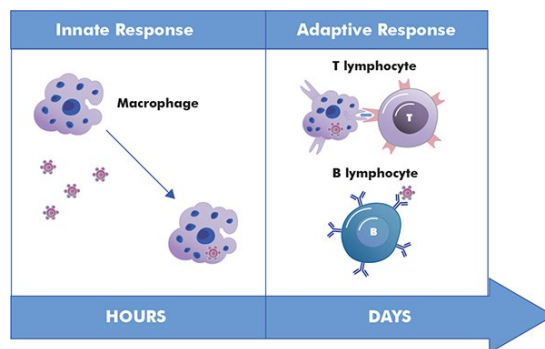 Innate Response
Adaptive Response
Macrophage
T lymphocyte
T
B lymphocyte
B
HOURS
DAYS